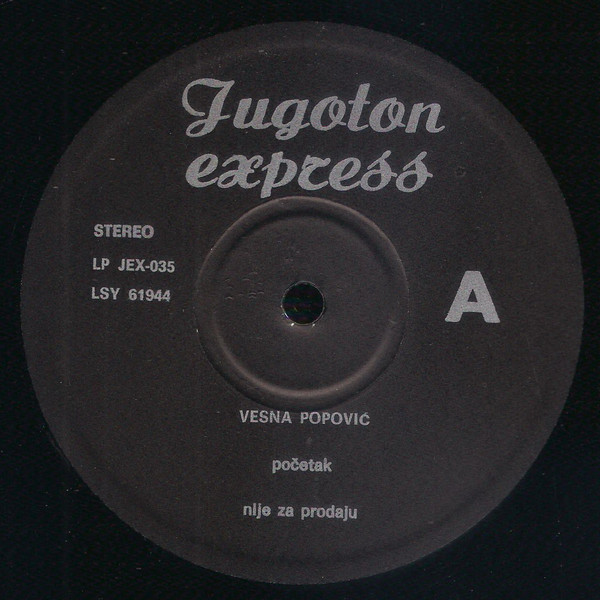 Jugoton
express
STEREO
LP JEX-035
LSY 61944
A
VESNA POPOVIĆ
početak
nije za prodaju